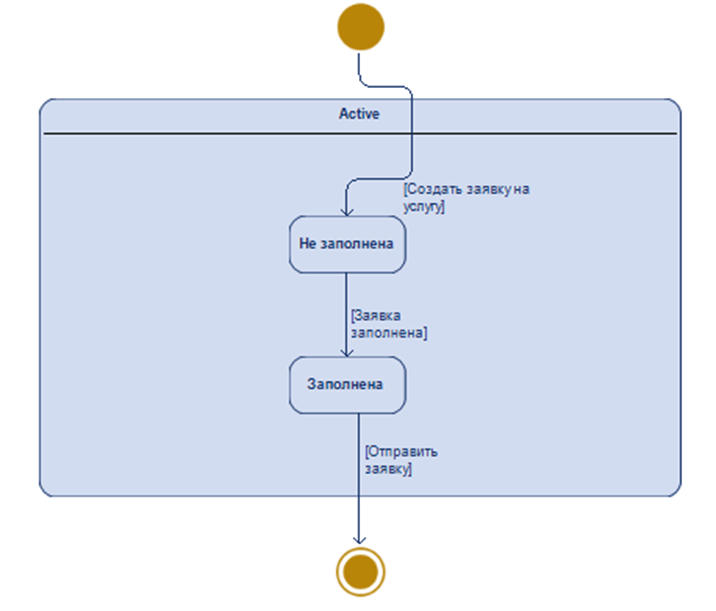 Active
[Создать заявку на
услугу]
Не заполнена
[Заявка
заполнена]
Заполнена
[Отправить
заявку]